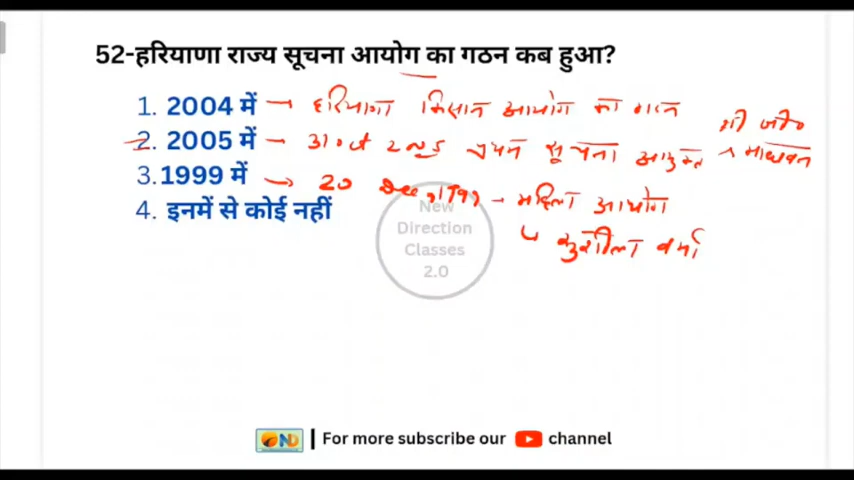 52-हरियाणा राज्य सूचना आयोग का गठन कब हुआ?
1. 2004 में → हरियाणा किसान आयोग का गठन
2. 2005 में - 31 oct 2005 प्रथम सूचना आयुक्त → श्री जी० माधवन
3.1999 में → 20 Dec, 1999 - महिला आयोग
↳ सुशीला वर्मा
4. इनमें से कोई नहीं
New
Direction
Classes
2.0
ND | For more subscribe our channel